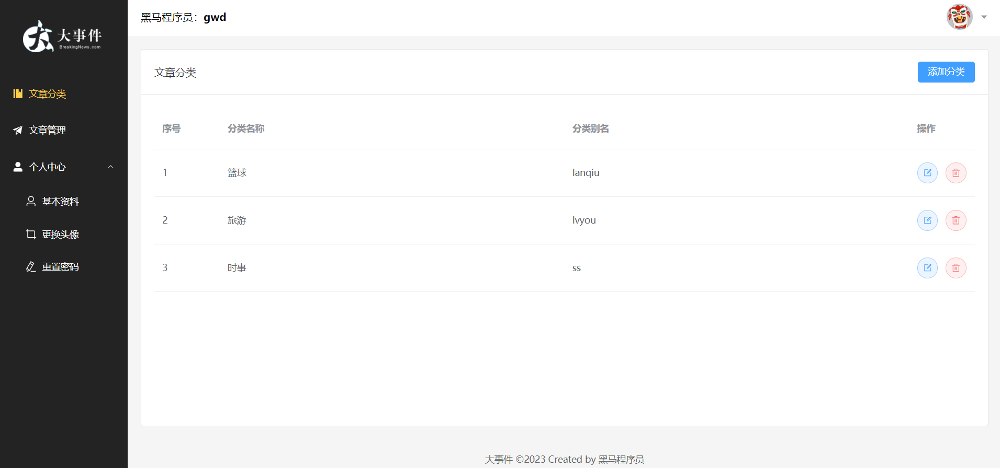 大事件
BreakingNews.com
文章分类
文章管理
个人中心
基本资料
更换头像
重置密码
黑马程序员：gwd
文章分类
添加分类
序号 分类名称 分类别名 操作
1 篮球 lanqiu
2 旅游 lvyou
3 时事 ss
大事件 ©2023 Created by 黑马程序员